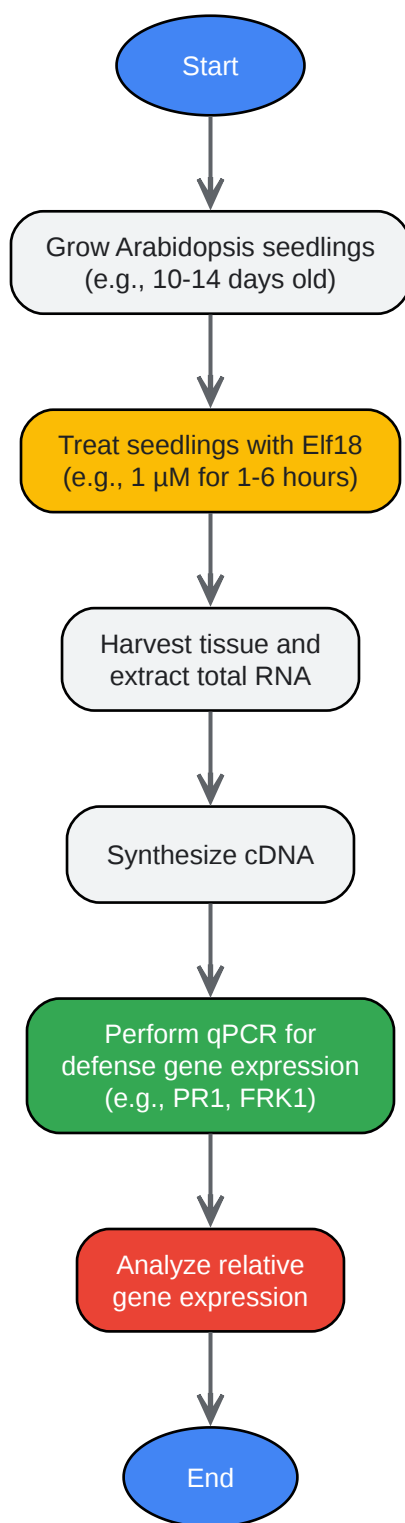 Start
Grow Arabidopsis seedlings
(e.g., 10-14 days old)
Treat seedlings with Elf18
(e.g., 1 µM for 1-6 hours)
Harvest tissue and
extract total RNA
Synthesize cDNA
Perform qPCR for
defense gene expression
(e.g., PR1, FRK1)
Analyze relative
gene expression
End